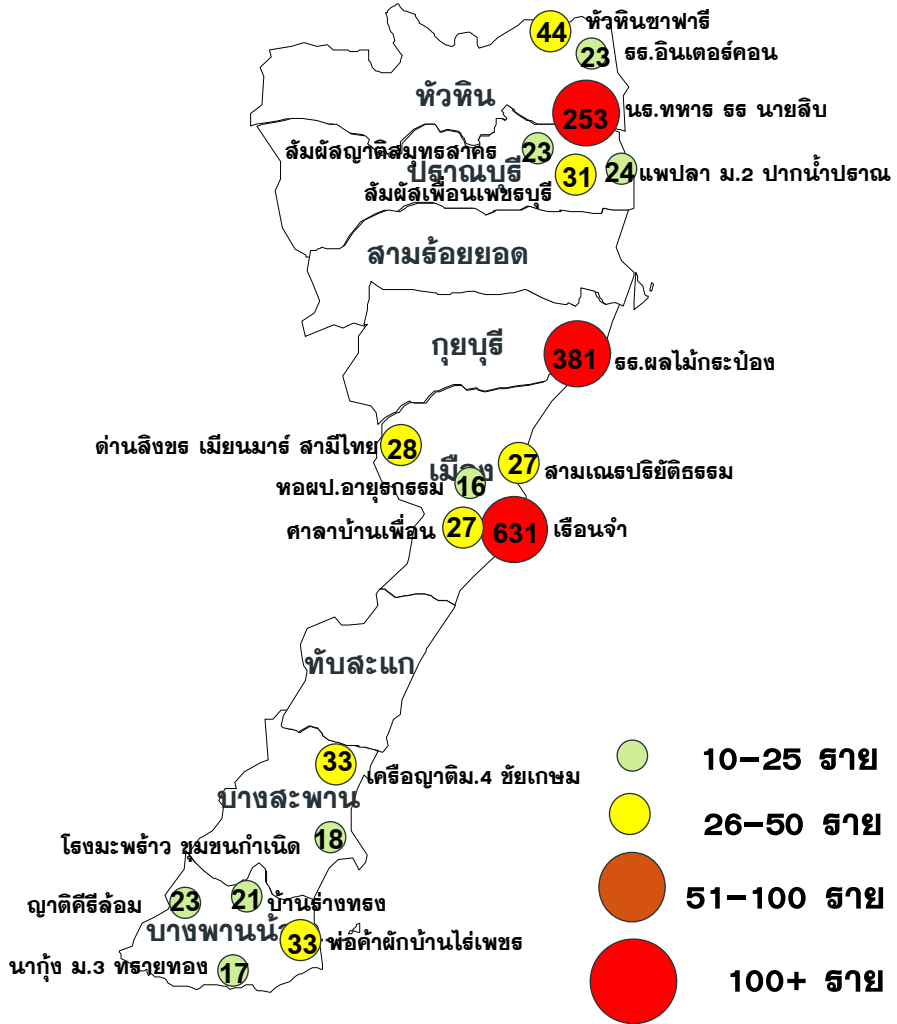 44 หัวหินซาฟารี
23 รร.อินเตอร์คอน
หัวหิน
253 นร.ทหาร รร นายสิบ
สัมผัสญาติสมุทรสาคร 23
ปราณบุรี 31 24 แพปลา ม.2 ปากน้ำปราณ
สัมผัสเพื่อนเพชรบุรี
สามร้อยยอด
กุยบุรี
381 รร.ผลไม้กระป๋อง
ด่านสิงขร เมียนมาร์ สามีไทย 28
เมือง 27 สามเณรปริยัติธรรม
หอผป.อายุรกรรม 16
ศาลาบ้านเพื่อน 27 631 เรือนจำ
ทับสะแก
33 เครือญาติม.4 ชัยเกษม
บางสะพาน
โรงมะพร้าว ชุมชนกำเนิด 18
ญาติคีรีล้อม 23 21 บ้านร่างทรง
บางพานน้อย 33 พ่อค้าผักบ้านไร่เพชร
นากุ้ง ม.3 ทรายทอง 17
10-25 ราย
26-50 ราย
51-100 ราย
100+ ราย